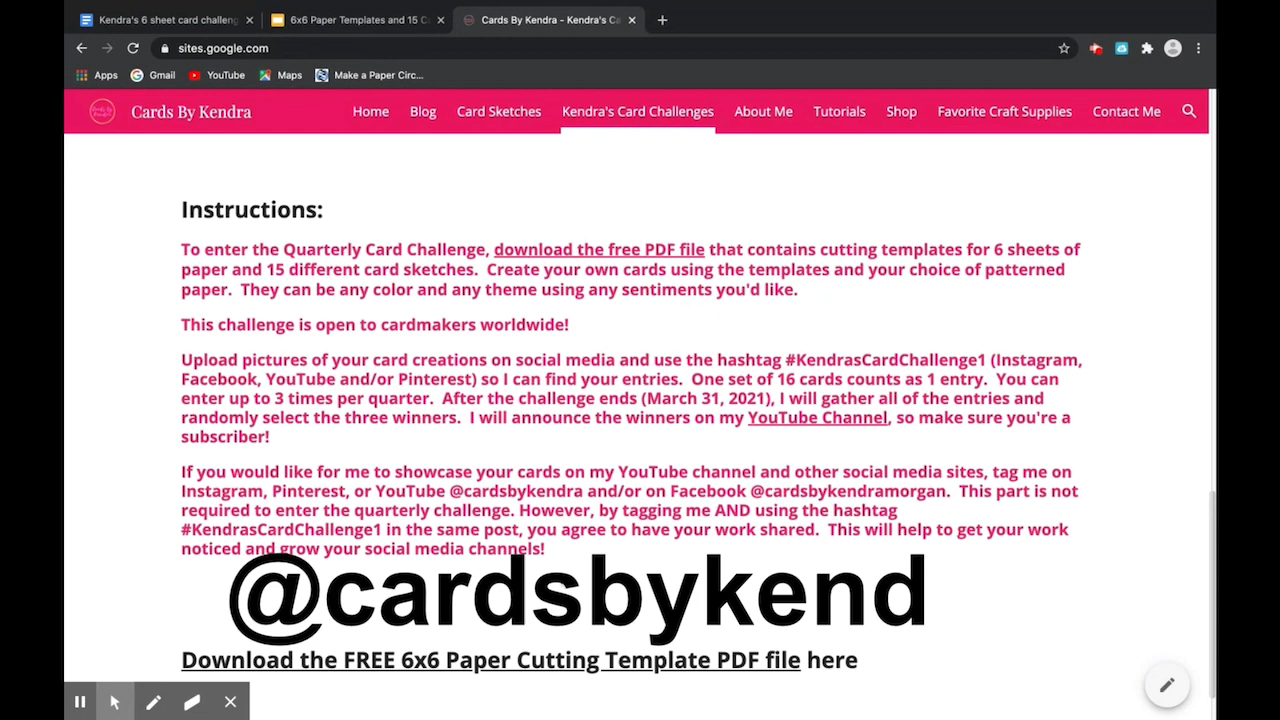 Kendra's 6 sheet card challeng
6x6 Paper Templates and 15 C
Cards By Kendra - Kendra's Ca
sites.google.com
Apps
Gmail
YouTube
Maps
Make a Paper Circ...
Cards By Kendra
Home
Blog
Card Sketches
Kendra's Card Challenges
About Me
Tutorials
Shop
Favorite Craft Supplies
Contact Me
Instructions:
To enter the Quarterly Card Challenge, download the free PDF file that contains cutting templates for 6 sheets of
paper and 15 different card sketches. Create your own cards using the templates and your choice of patterned
paper. They can be any color and any theme using any sentiments you'd like.
This challenge is open to cardmakers worldwide!
Upload pictures of your card creations on social media and use the hashtag #KendrasCardChallenge1 (Instagram,
Facebook, YouTube and/or Pinterest) so I can find your entries. One set of 16 cards counts as 1 entry. You can
enter up to 3 times per quarter. After the challenge ends (March 31, 2021), I will gather all of the entries and
randomly select the three winners. I will announce the winners on my YouTube Channel, so make sure you're a
subscriber!
If you would like for me to showcase your cards on my YouTube channel and other social media sites, tag me on
Instagram, Pinterest, or YouTube @cardsbykendra and/or on Facebook @cardsbykendramorgan. This part is not
required to enter the quarterly challenge. However, by tagging me AND using the hashtag
#KendrasCardChallenge1 in the same post, you agree to have your work shared. This will help to get your work
noticed and grow your social media channels!
@cardsbykend
Download the FREE 6x6 Paper Cutting Template PDF file here